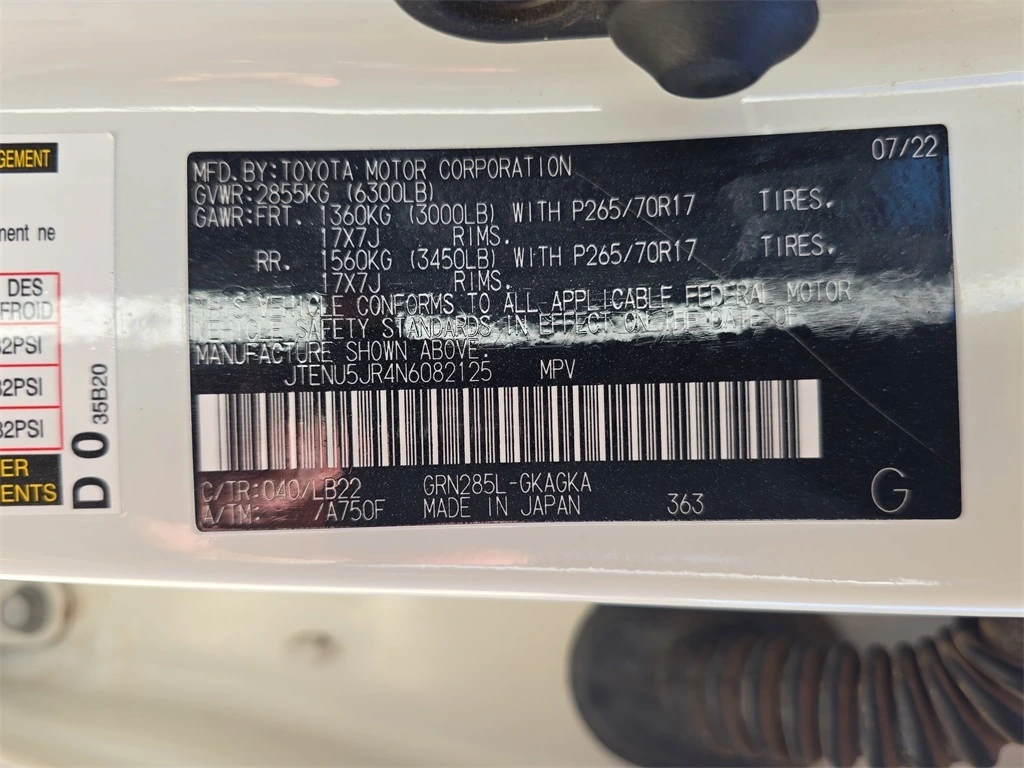 GEMENT
ment ne
DES
FROID
32PSI
32PSI
32PSI
ER
ENTS
D 0 35B20
MFD.BY:TOYOTA MOTOR CORPORATION 07/22
GVWR:2855KG (6300LB)
GAWR:FRT. 1360KG (3000LB) WITH P265/70R17 TIRES.
17X7J RIMS.
RR. 1560KG (3450LB) WITH P265/70R17 TIRES.
17X7J RIMS.
THIS VEHICLE CONFORMS TO ALL APPLICABLE FEDERAL MOTOR
VEHICLE SAFETY STANDARDS IN EFFECT ON THE DATE OF
MANUFACTURE SHOWN ABOVE.
JTENU5JR4N6082125 MPV
C/TR:040/LB22 GRN285L-GKAGKA
A/TM: /A750F MADE IN JAPAN 363 G